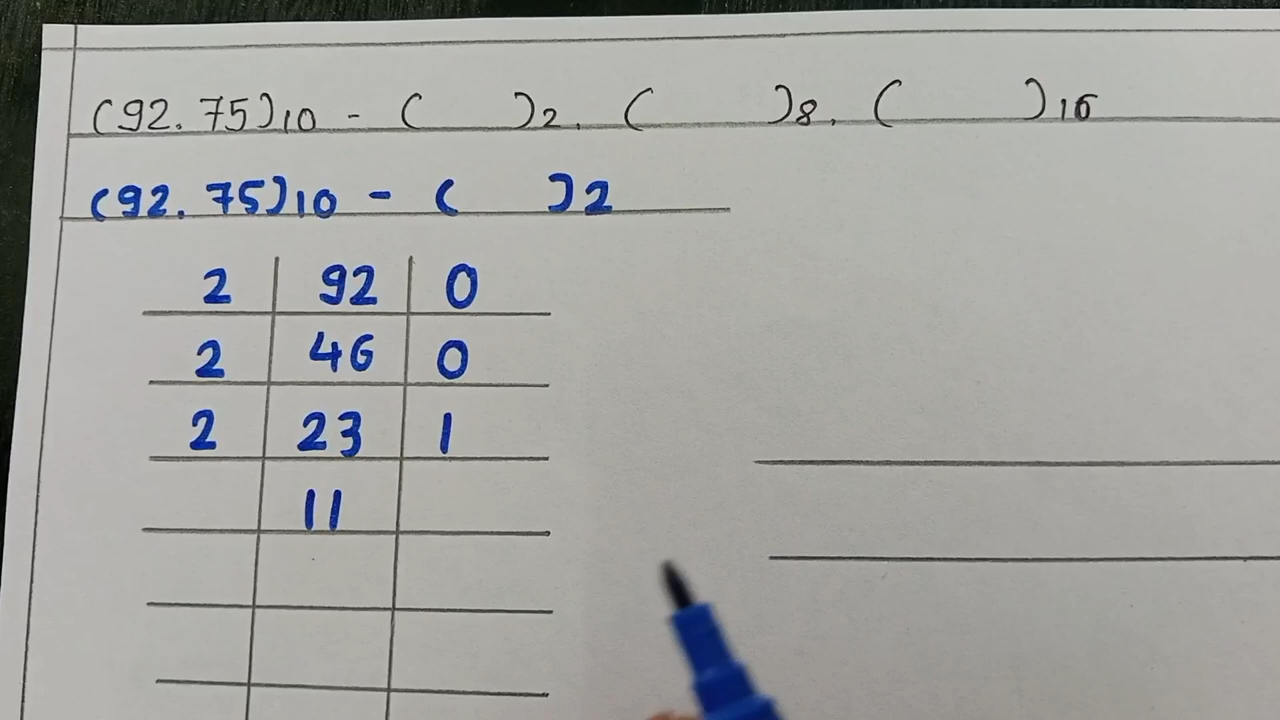 (92.75)10 - (      )2, (      )8, (      )16
(92.75)10 - (      )2
2 92 0
2 46 0
2 23 1
11